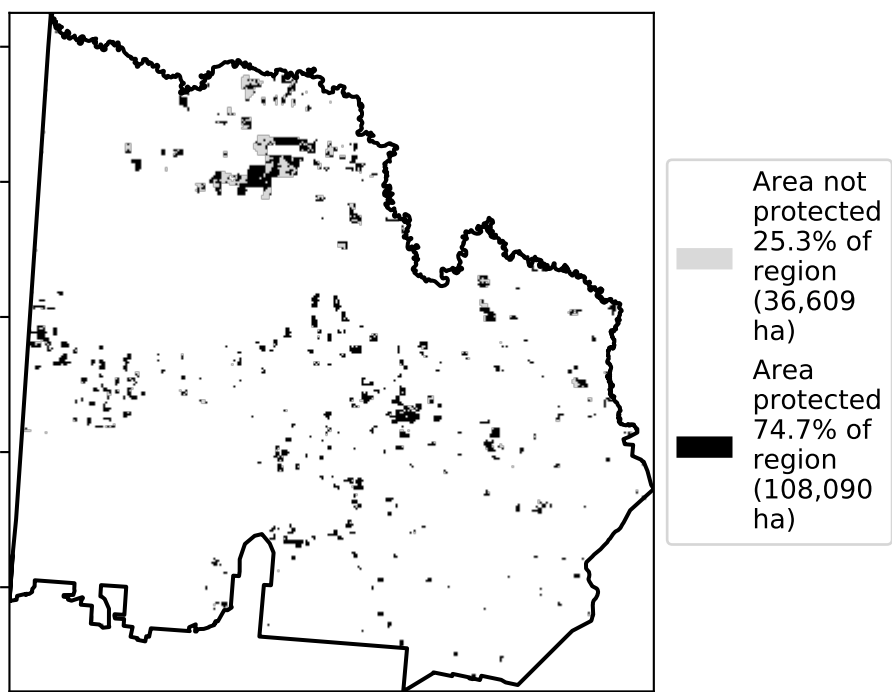 Area not
protected
25.3% of
region
(36,609
ha)
Area
protected
74.7% of
region
(108,090
ha)